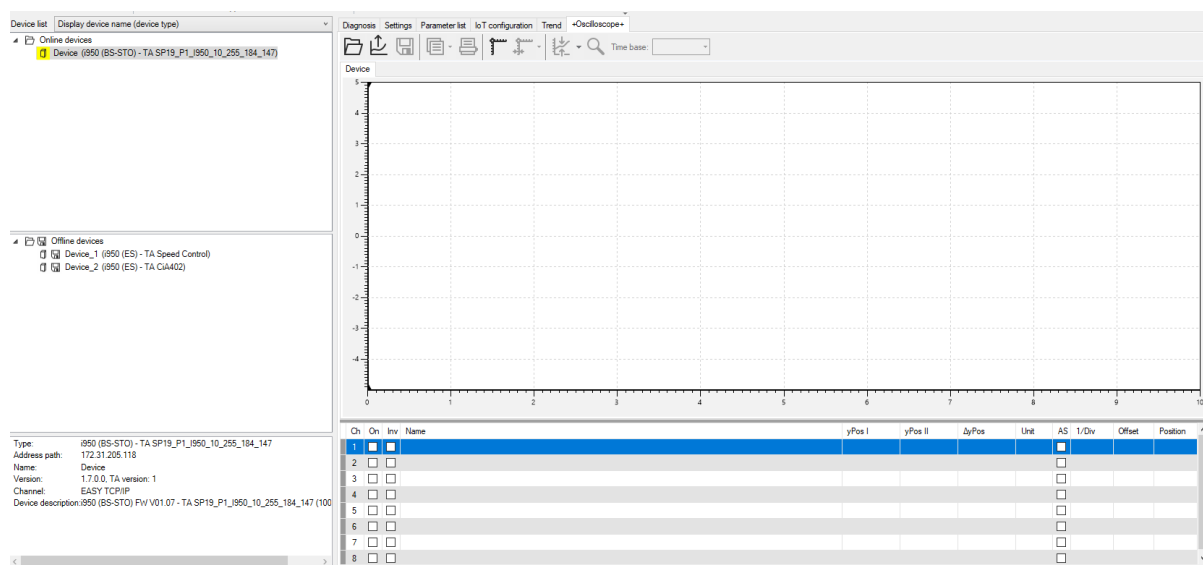 Device list Display device name (device type)
Online devices
Device (i950 (BS-STO) - TA SP19_P1_I950_10_255_184_147)
Offline devices
Device_1 (i950 (ES) - TA Speed Control)
Device_2 (i950 (ES) - TA CiA402)
Type: i950 (BS-STO) - TA SP19_P1_I950_10_255_184_147
Address path: 172.31.205.118
Name: Device
Version: 1.7.0.0, TA version: 1
Channel: EASY TCP/IP
Device description: i950 (BS-STO) FW V01.07 - TA SP19_P1_I950_10_255_184_147 (100
Diagnosis Settings Parameter list IoT configuration Trend +Oscilloscope+
Time base:
Device
5
4
3
2
1
0
-1
-2
-3
-4
0 1 2 3 4 5 6 7 8 9 10
Ch On Inv Name yPos I yPos II ΔyPos Unit AS 1/Div Offset Position
1
2
3
4
5
6
7
8